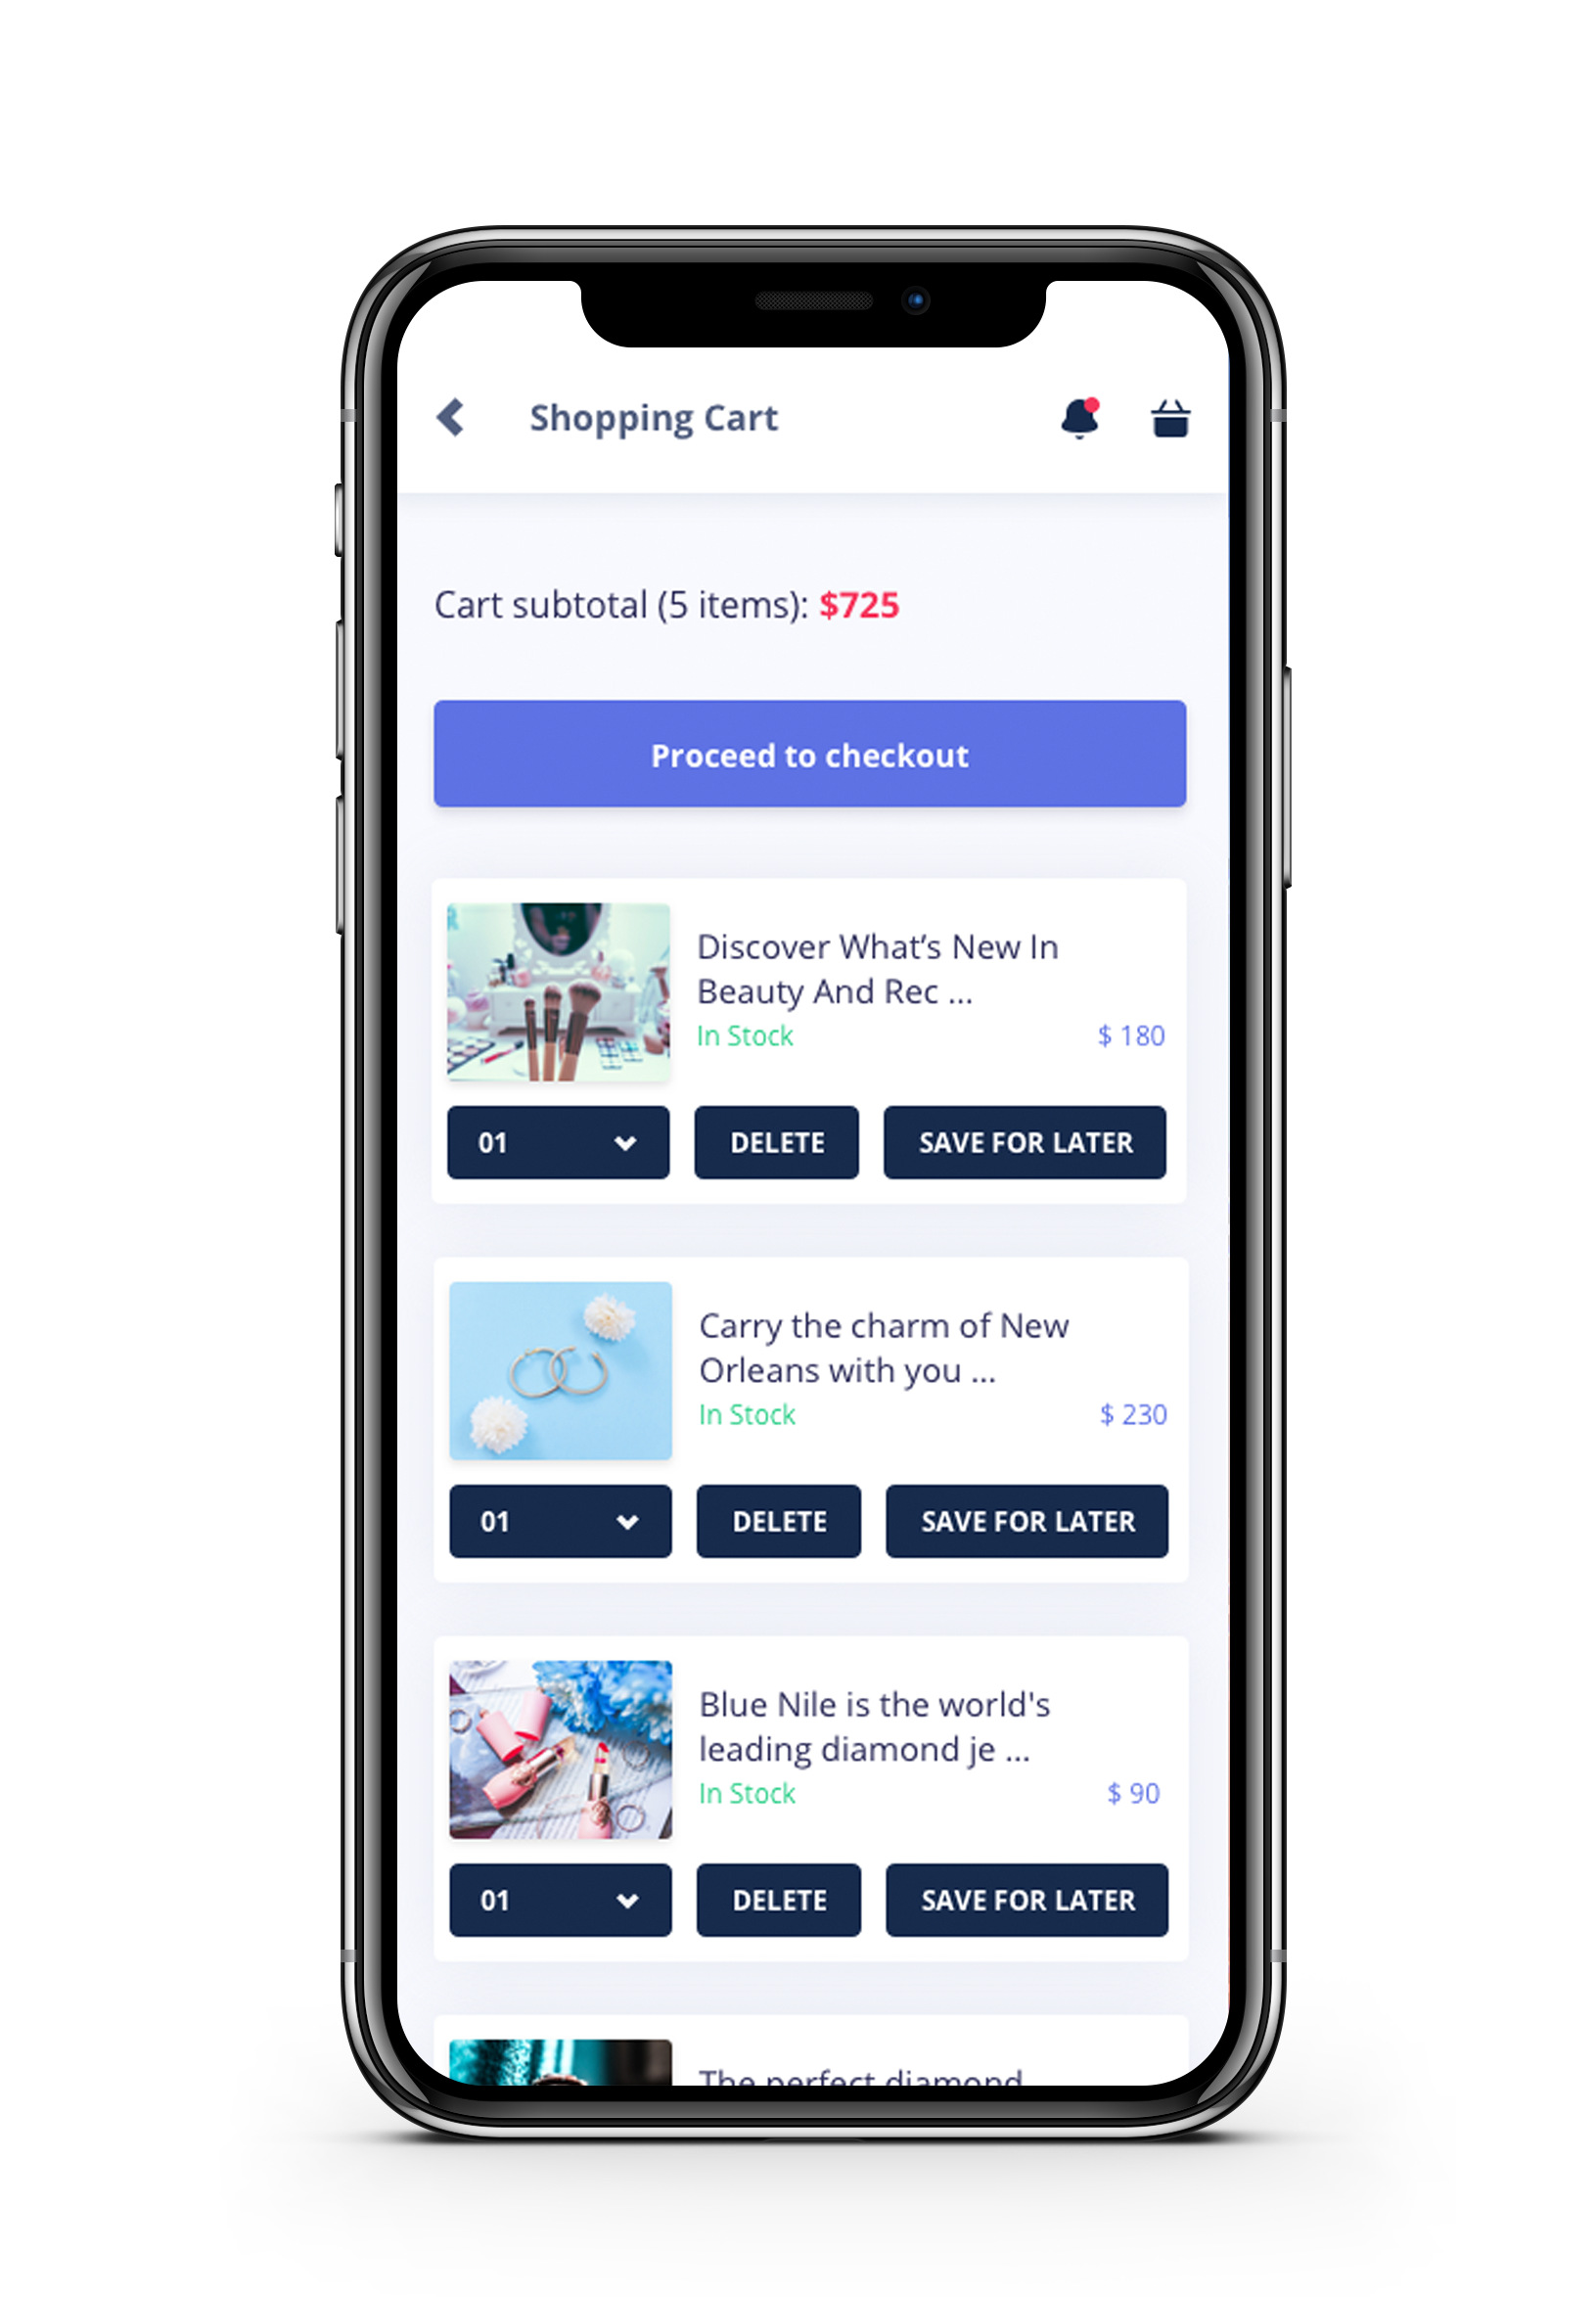 Shopping Cart
Cart subtotal (5 items): $725
Proceed to checkout
Discover What’s New In
Beauty And Rec ...
In Stock
$ 180
01
DELETE
SAVE FOR LATER
Carry the charm of New
Orleans with you ...
In Stock
$ 230
01
DELETE
SAVE FOR LATER
Blue Nile is the world's
leading diamond je ...
In Stock
$ 90
01
DELETE
SAVE FOR LATER
The perfect diamond